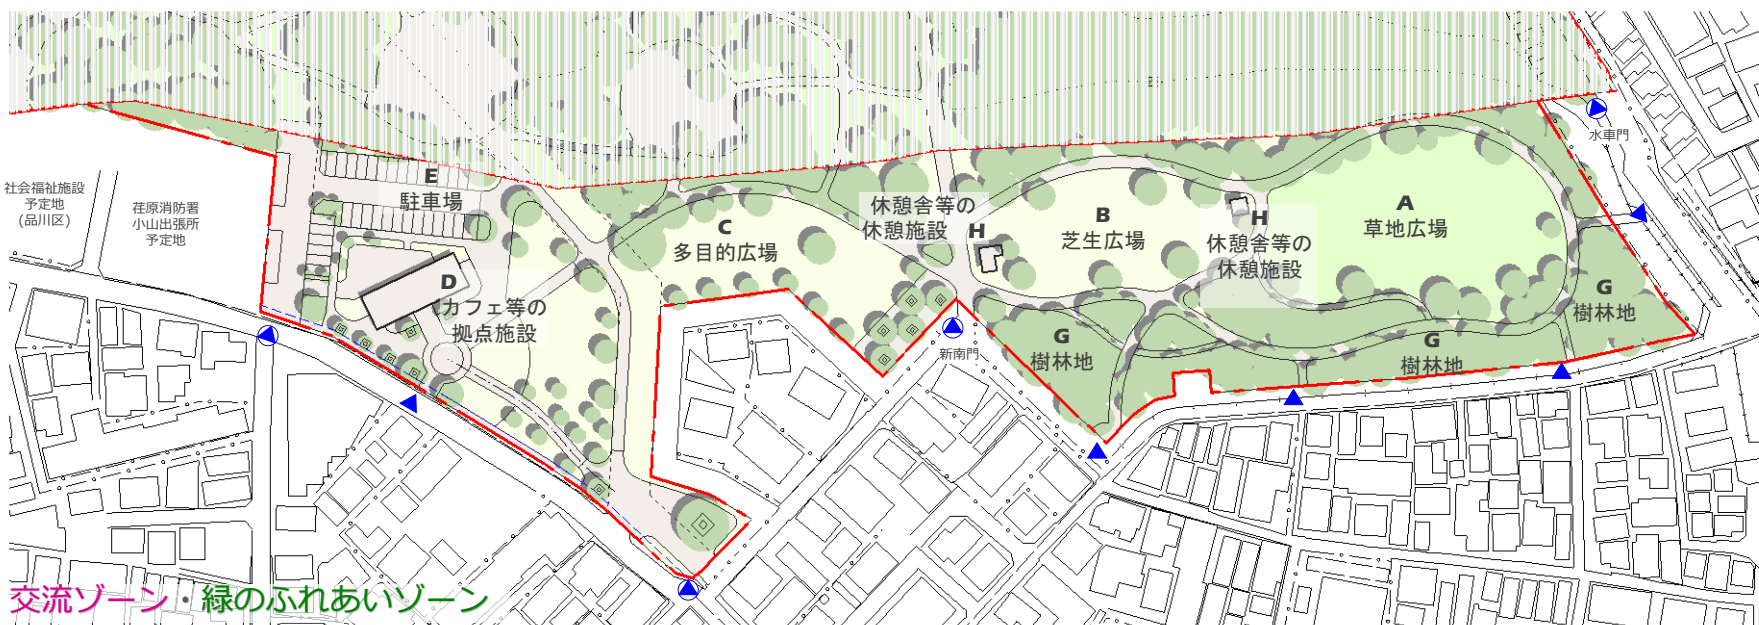 社会福祉施設
予定地
(品川区)
荏原消防署
小山出張所
予定地
E
駐車場
D
カフェ等の
拠点施設
C
多目的広場
休憩舎等の
休憩施設
H
B
芝生広場
H
休憩舎等の
休憩施設
A
草地広場
水車門
G
樹林地
G
樹林地
G
樹林地
新南門
交流ゾーン・緑のふれあいゾーン